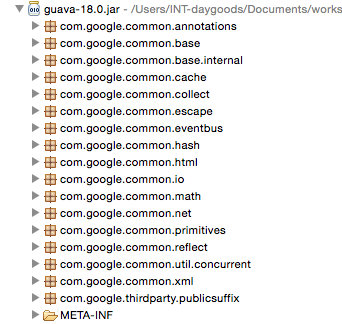 guava-18.0.jar - /Users/INT-daygoods/Documents/works
com.google.common.annotations
com.google.common.base
com.google.common.base.internal
com.google.common.cache
com.google.common.collect
com.google.common.escape
com.google.common.eventbus
com.google.common.hash
com.google.common.html
com.google.common.io
com.google.common.math
com.google.common.net
com.google.common.primitives
com.google.common.reflect
com.google.common.util.concurrent
com.google.common.xml
com.google.thirdparty.publicsuffix
META-INF